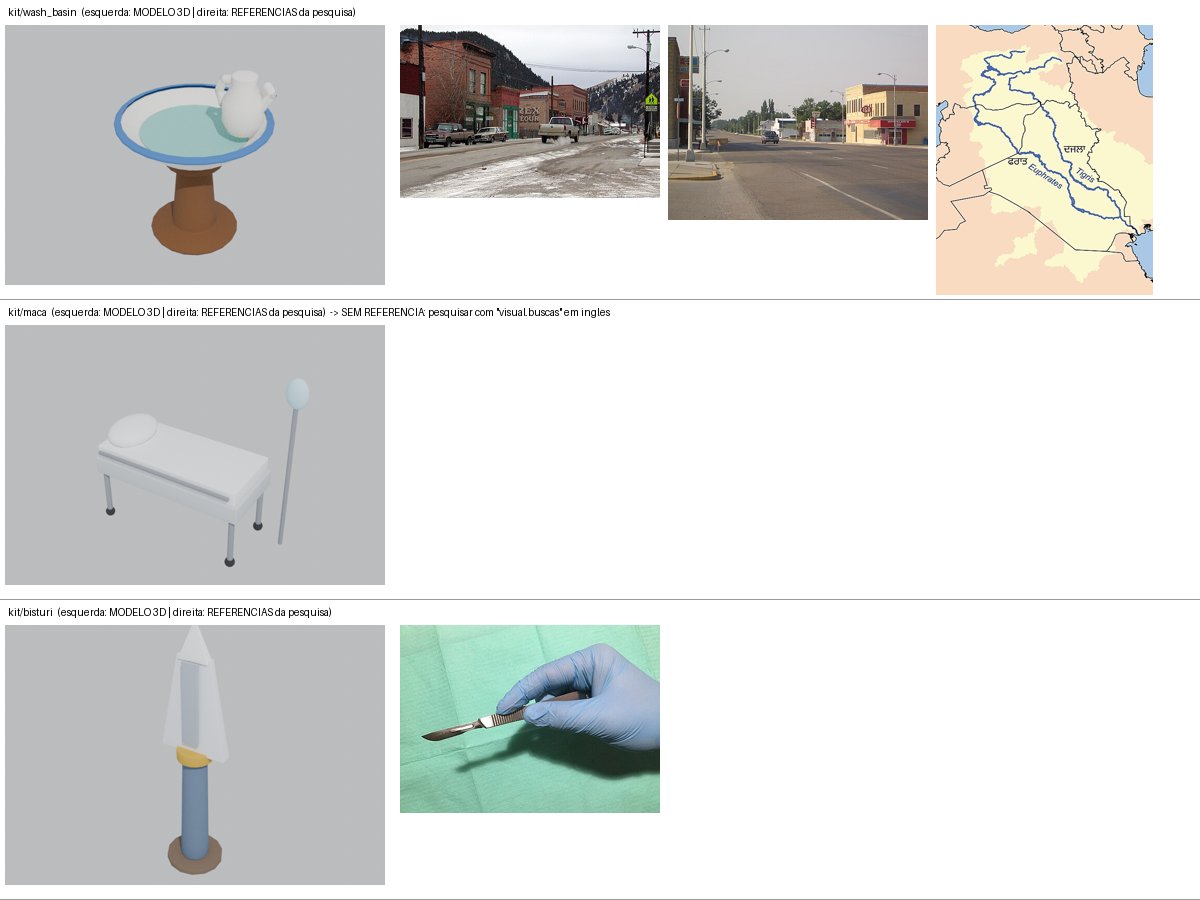 kit/wash_basin (esquerda: MODELO 3D | direita: REFERENCIAS da pesquisa)
REX
ਦਜਲਾ
ਫਰਾਤ
Euphrates
Tigris
kit/maca (esquerda: MODELO 3D | direita: REFERENCIAS da pesquisa) -> SEM REFERENCIA: pesquisar com "visual.buscas" em ingles
kit/bisturi (esquerda: MODELO 3D | direita: REFERENCIAS da pesquisa)